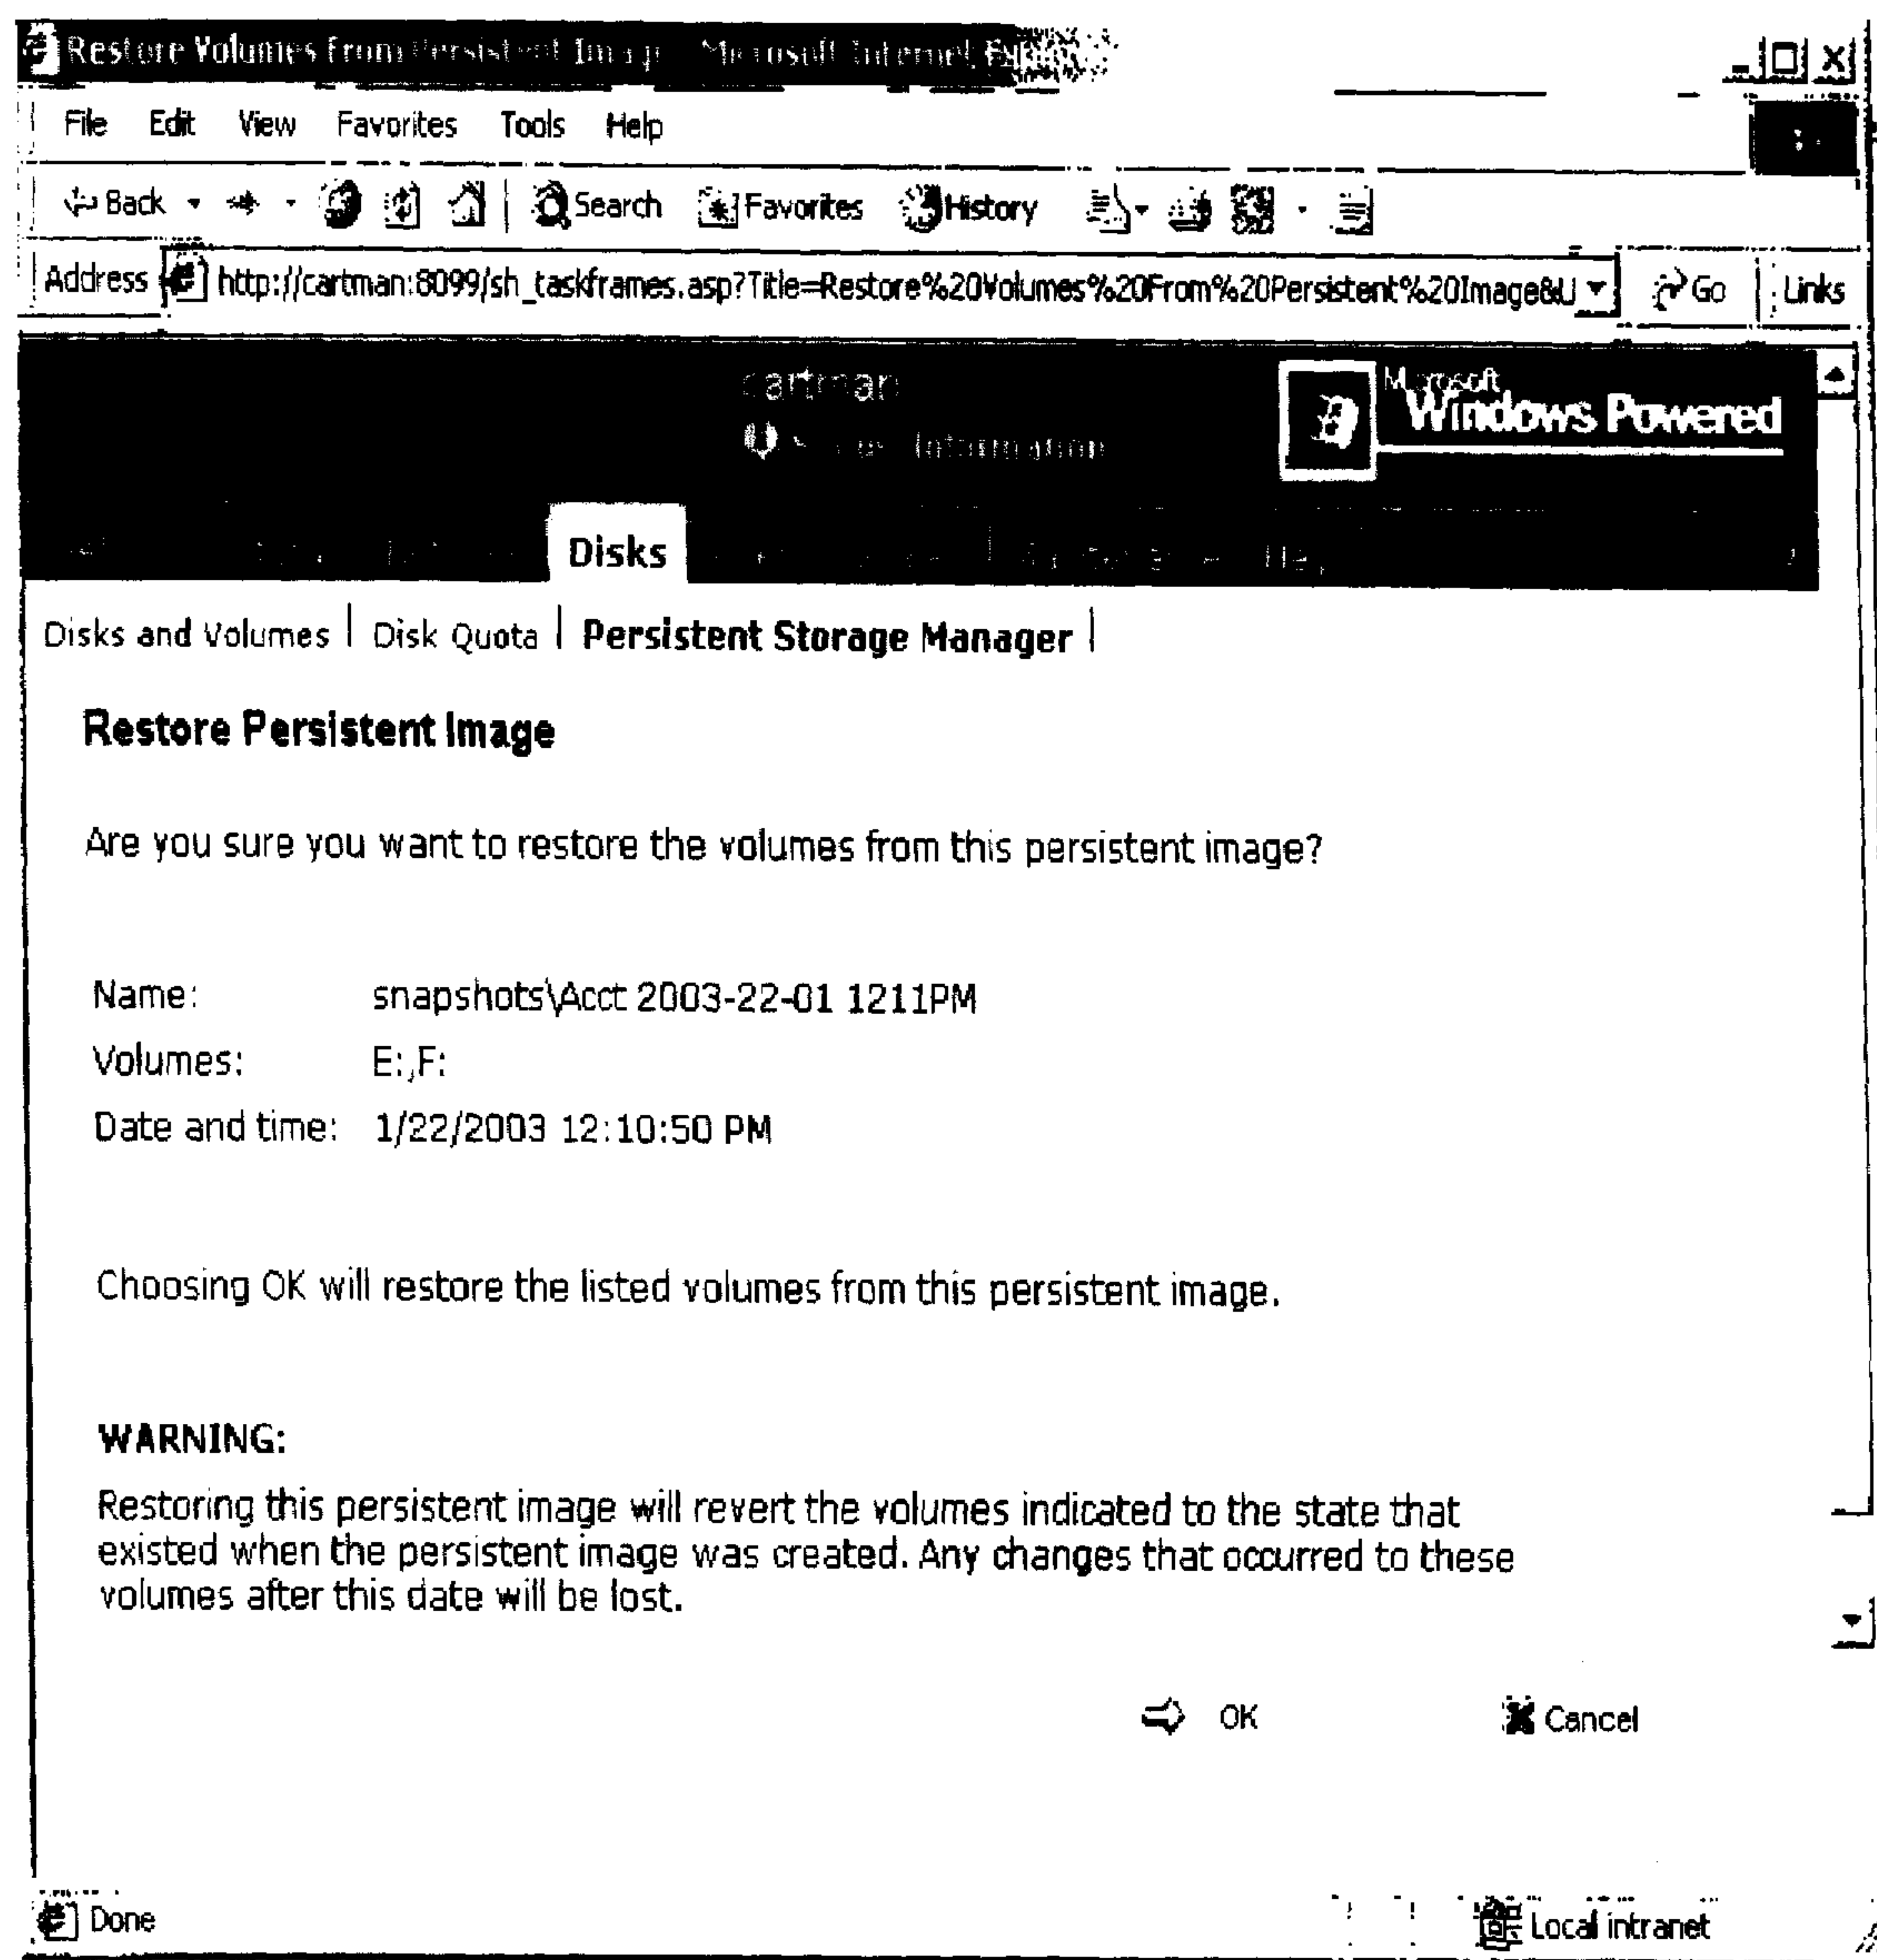 Restore Volumes From Persistent Microsoft Internet
File Edit View Favorites Tools Help
Back Search Favorites History
Address http://cartman:8099/sh_taskframes.asp?Title=Restore%20Volumes%20From%20Persistent%20Image&U Go Links
cartman
Information
Microsoft
Windows Powered
Disks
Disks and Volumes | Disk Quota | Persistent Storage Manager |
Restore Persistent Image
Are you sure you want to restore the volumes from this persistent image?
Name: snapshots\Acct 2003-22-01 1211PM
Volumes: E:,F:
Date and time: 1/22/2003 12:10:50 PM
Choosing OK will restore the listed volumes from this persistent image.
WARNING:
Restoring this persistent image will revert the volumes indicated to the state that
existed when the persistent image was created. Any changes that occurred to these
volumes after this date will be lost.
OK Cancel
Done Local intranet